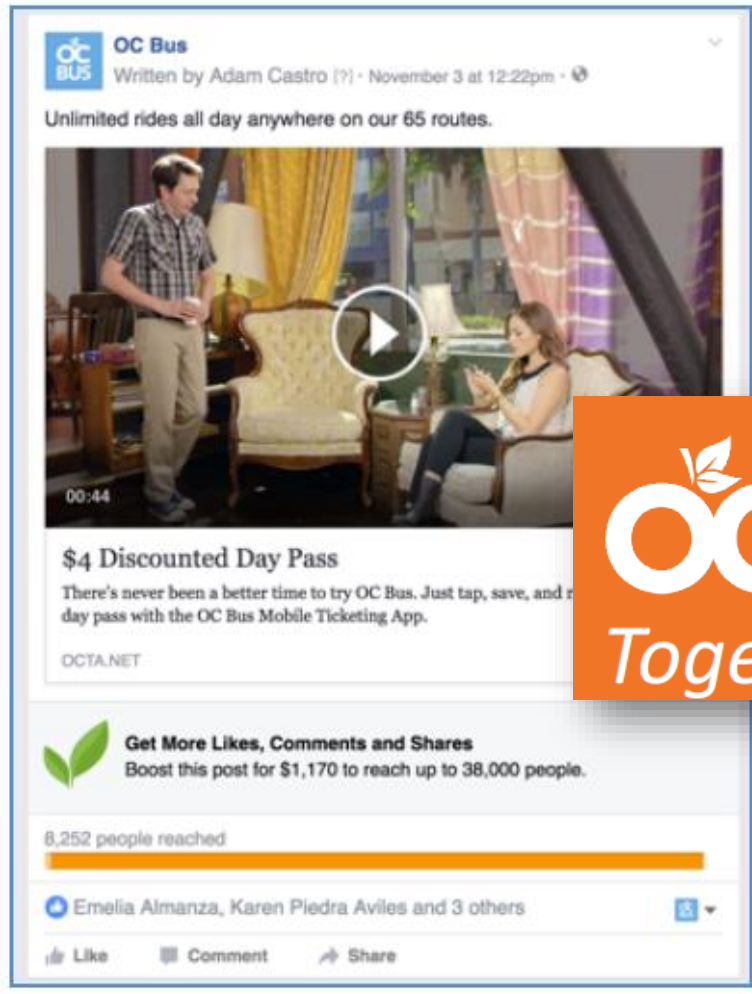 OC Bus
OC
BUS
Written by Adam Castro [?] · November 3 at 12:22pm ·
Unlimited rides all day anywhere on our 65 routes.
00:44
$4 Discounted Day Pass
There's never been a better time to try OC Bus. Just tap, save, and
day pass with the OC Bus Mobile Ticketing App.
OCTA.NET
OC
Toge
Get More Likes, Comments and Shares
Boost this post for $1,170 to reach up to 38,000 people.
8,252 people reached
Emelia Almanza, Karen Piedra Aviles and 3 others
Like Comment Share